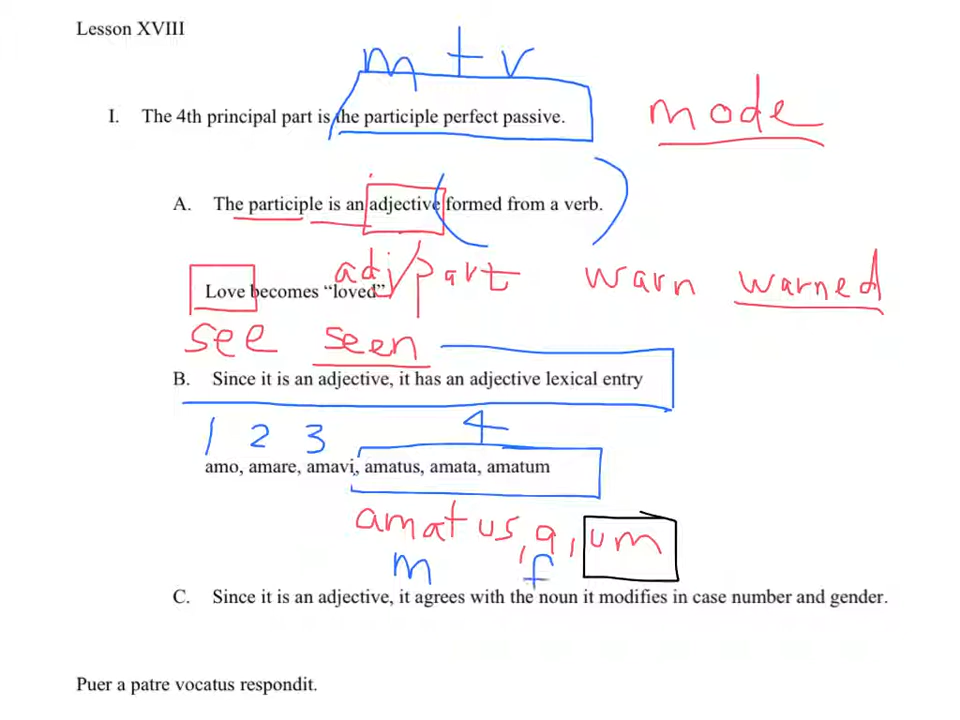 Lesson XVIII
m t v
I. The 4th principal part is the participle perfect passive.
mode
A. The participle is an adjective formed from a verb.
adj/part warn warned
Love becomes “loved”
see seen
B. Since it is an adjective, it has an adjective lexical entry
1 2 3 4
amo, amare, amavi, amatus, amata, amatum
amatus, a, um
m f
C. Since it is an adjective, it agrees with the noun it modifies in case number and gender.
Puer a patre vocatus respondit.